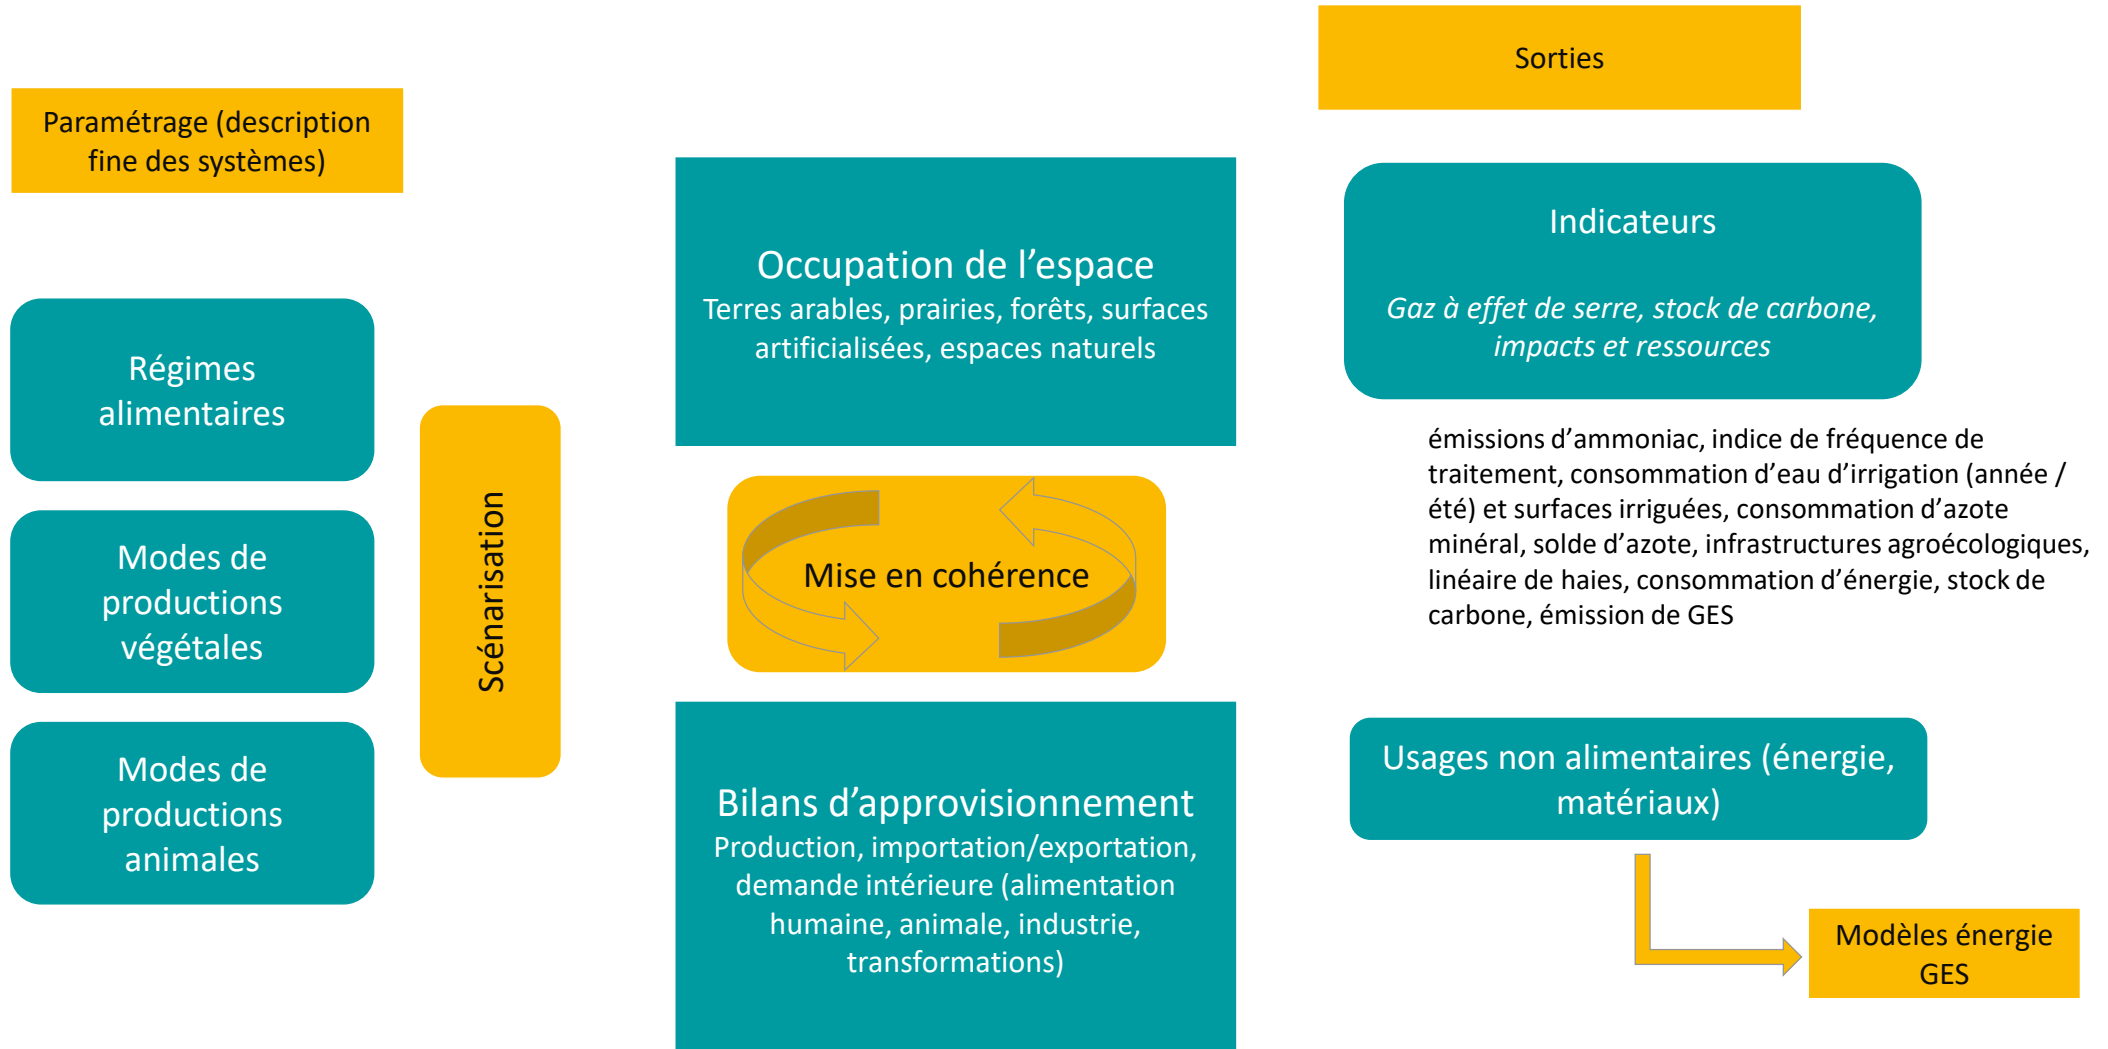 Paramétrage (description
fine des systèmes)
Régimes
alimentaires
Modes de
productions
végétales
Modes de
productions
animales
Scénarisation
Occupation de l’espace
Terres arables, prairies, forêts, surfaces
artificialisées, espaces naturels
Mise en cohérence
Bilans d’approvisionnement
Production, importation/exportation,
demande intérieure (alimentation
humaine, animale, industrie,
transformations)
Sorties
Indicateurs
Gaz à effet de serre, stock de carbone,
impacts et ressources
émissions d’ammoniac, indice de fréquence de
traitement, consommation d’eau d’irrigation (année /
été) et surfaces irriguées, consommation d’azote
minéral, solde d’azote, infrastructures agroécologiques,
linéaire de haies, consommation d’énergie, stock de
carbone, émission de GES
Usages non alimentaires (énergie,
matériaux)
Modèles énergie
GES